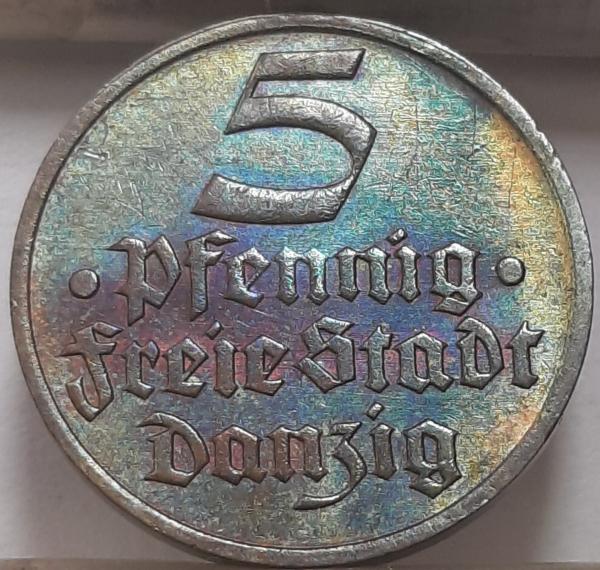 5
• Pfennig •
Freie Stadt
Danzig